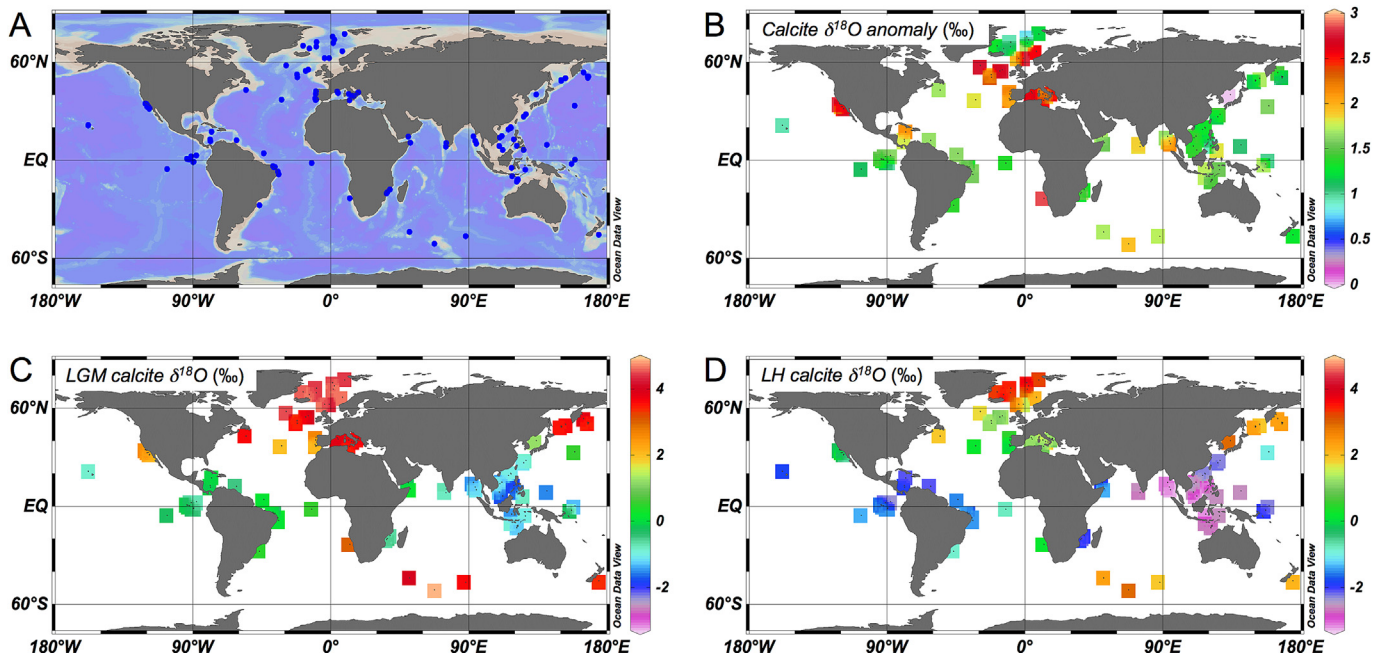 A
60°N
EQ
60°S
180°W 90°W 0° 90°E 180°E
Ocean Data View
B
Calcite δ18O anomaly (‰)
60°N
EQ
60°S
180°W 90°W 0° 90°E 180°E
Ocean Data View
3
2.5
2
1.5
1
0.5
0
C
LGM calcite δ18O (‰)
60°N
EQ
60°S
180°W 90°W 0° 90°E 180°E
Ocean Data View
4
2
0
-2
D
LH calcite δ18O (‰)
60°N
EQ
60°S
180°W 90°W 0° 90°E 180°E
Ocean Data View
4
2
0
-2